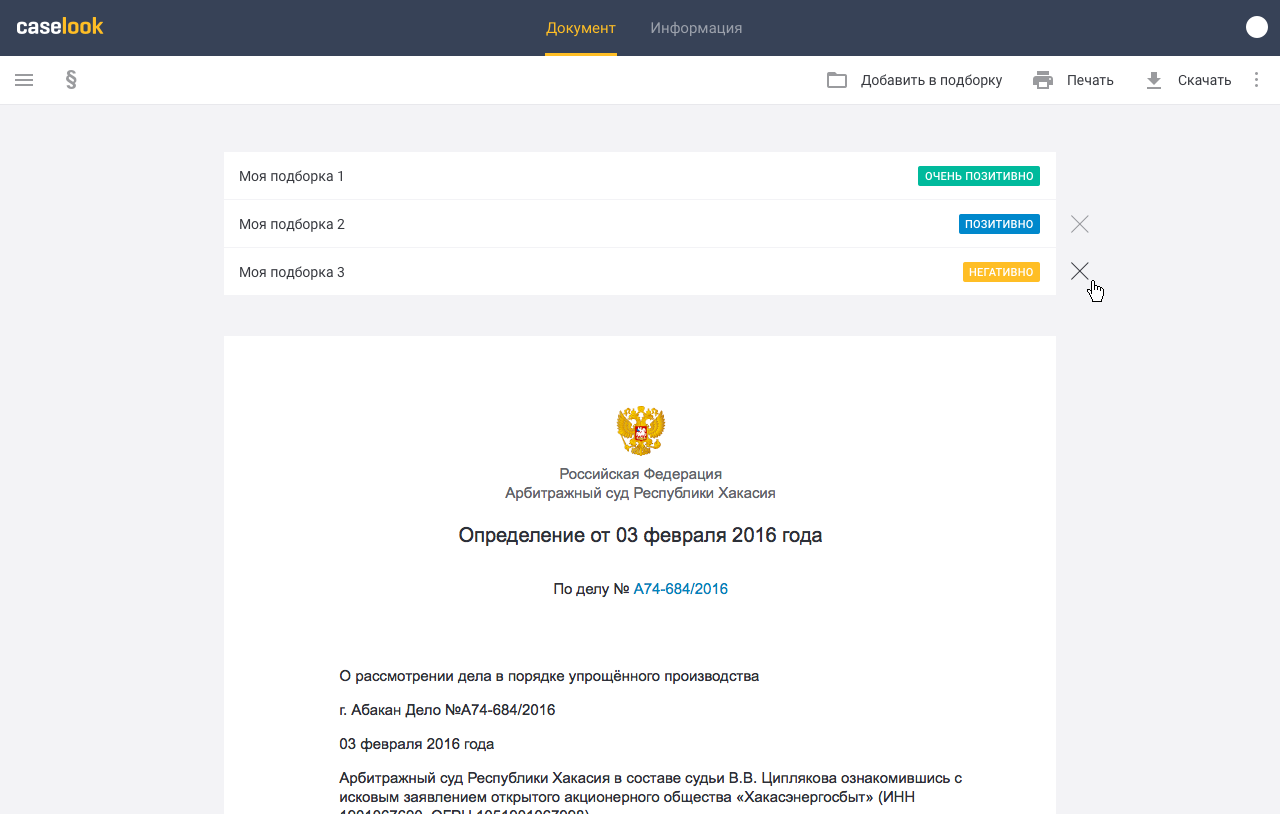 caselook
Документ
Информация
§
Добавить в подборку
Печать
Скачать
Моя подборка 1
ОЧЕНЬ ПОЗИТИВНО
Моя подборка 2
ПОЗИТИВНО
Моя подборка 3
НЕГАТИВНО
Российская Федерация
Арбитражный суд Республики Хакасия
Определение от 03 февраля 2016 года
По делу № А74-684/2016
О рассмотрении дела в порядке упрощённого производства
г. Абакан Дело №А74-684/2016
03 февраля 2016 года
Арбитражный суд Республики Хакасия в составе судьи В.В. Циплякова ознакомившись с
исковым заявлением открытого акционерного общества «Хакасэнергосбыт» (ИНН